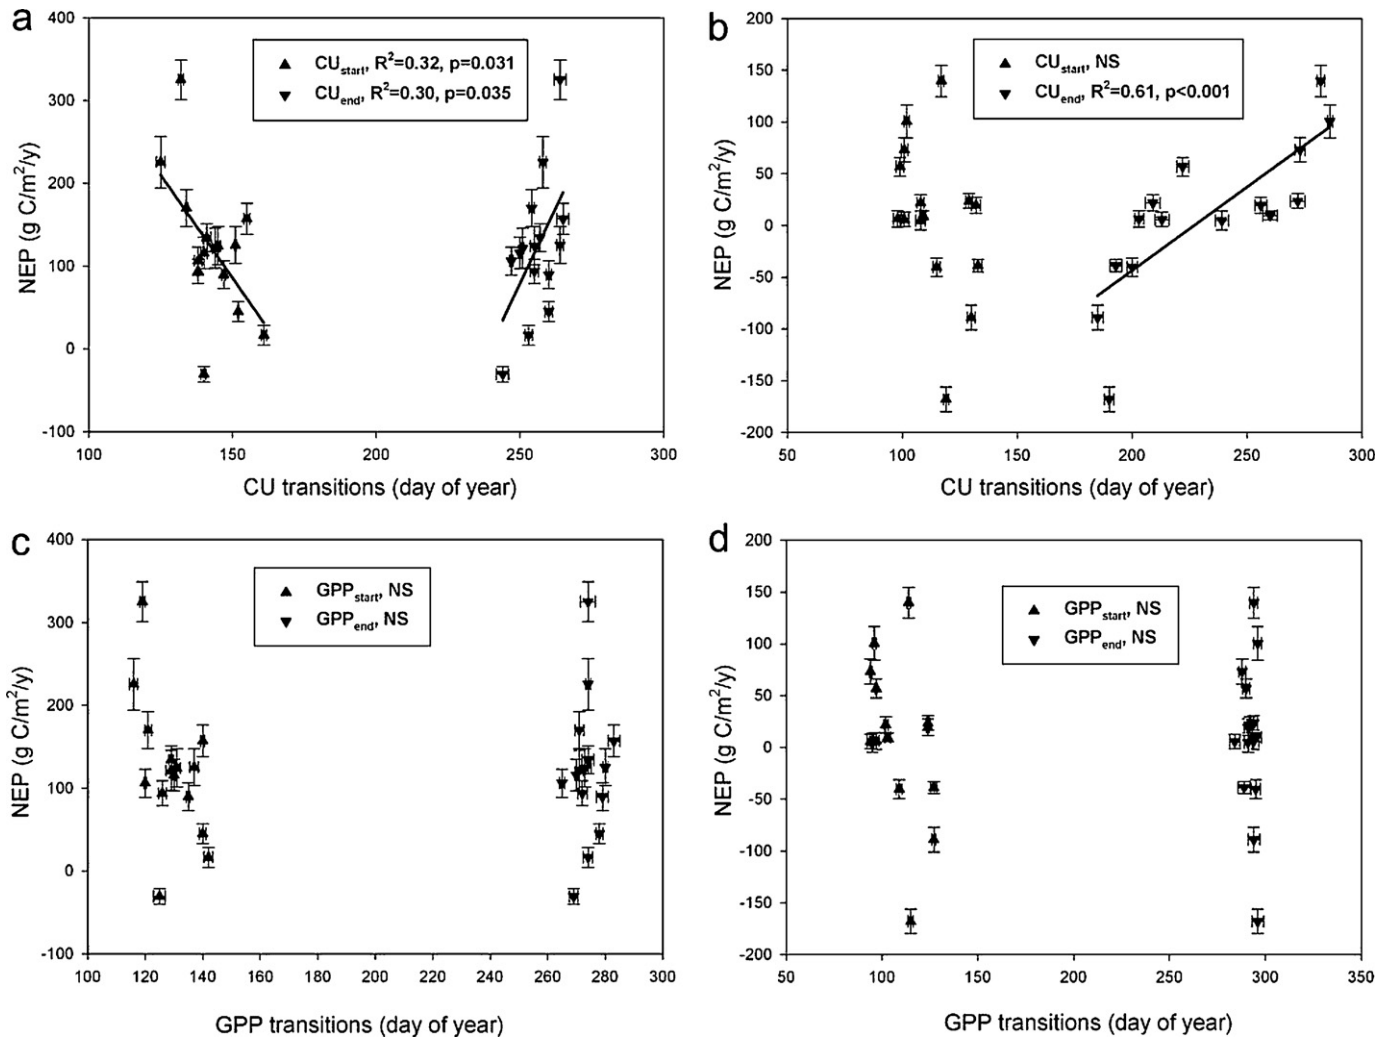 a
400
300
200
100
0
-100
NEP (g C/m²/y)
CUstart, R²=0.32, p=0.031
CUend, R²=0.30, p=0.035
100 150 200 250 300
CU transitions (day of year)
b
200
150
100
50
0
-50
-100
-150
-200
NEP (g C/m²/y)
CUstart, NS
CUend, R²=0.61, p<0.001
50 100 150 200 250 300
CU transitions (day of year)
c
400
300
200
100
0
-100
NEP (g C/m²/y)
GPPstart, NS
GPPend, NS
100 120 140 160 180 200 220 240 260 280 300
GPP transitions (day of year)
d
200
150
100
50
0
-50
-100
-150
-200
NEP (g C/m²/y)
GPPstart, NS
GPPend, NS
50 100 150 200 250 300 350
GPP transitions (day of year)